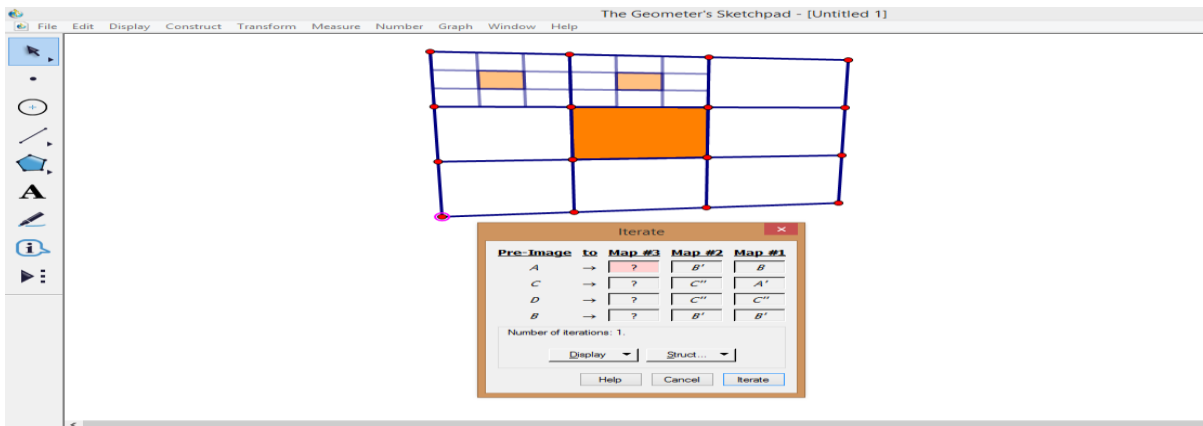 The Geometer's Sketchpad - [Untitled 1]
File Edit Display Construct Transform Measure Number Graph Window Help
A
Iterate
Pre-Image to Map #3 Map #2 Map #1
A → ? B' B
C → ? C'' A'
D → ? C'' C''
B → ? B' B'
Number of iterations: 1.
Display Struct...
Help Cancel Iterate